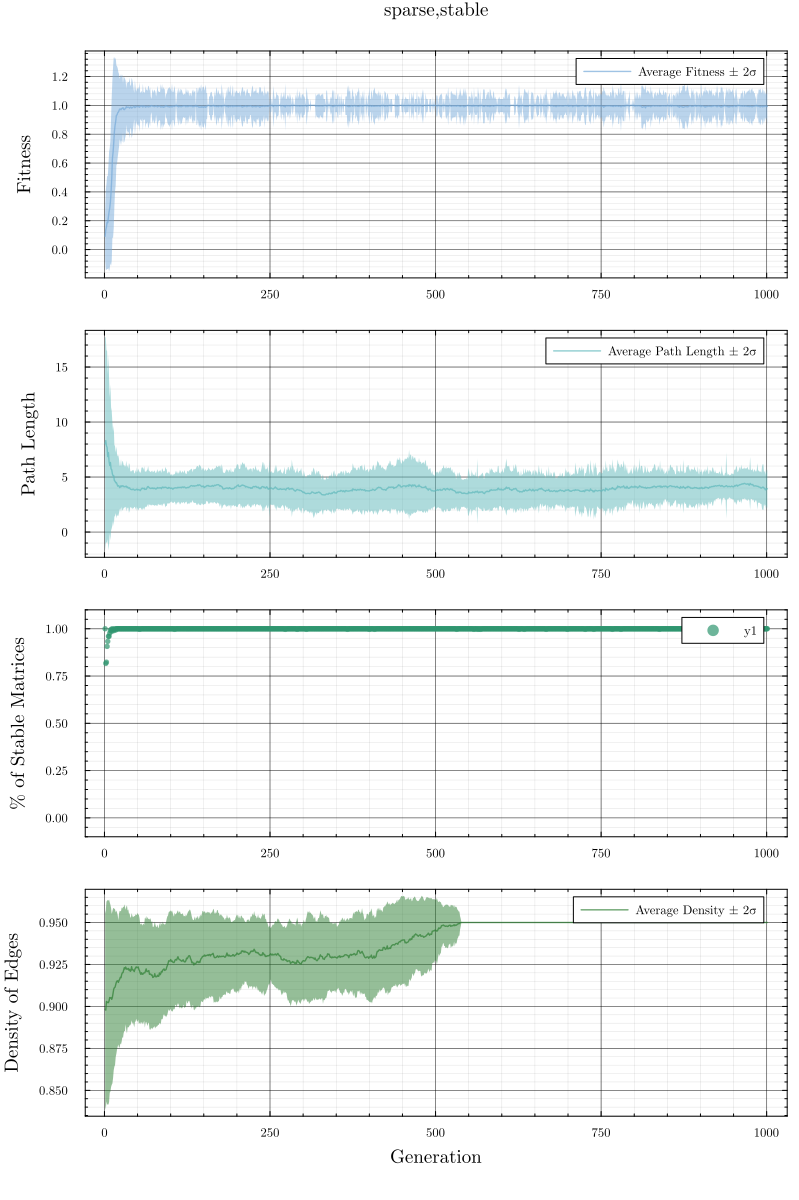 sparse,stable
Fitness
1.2
1.0
0.8
0.6
0.4
0.2
0.0
Average Fitness ± 2σ
0 250 500 750 1000
Path Length
15
10
5
0
Average Path Length ± 2σ
0 250 500 750 1000
% of Stable Matrices
1.00
0.75
0.50
0.25
0.00
y1
0 250 500 750 1000
Density of Edges
0.950
0.925
0.900
0.875
0.850
Average Density ± 2σ
0 250 500 750 1000
Generation